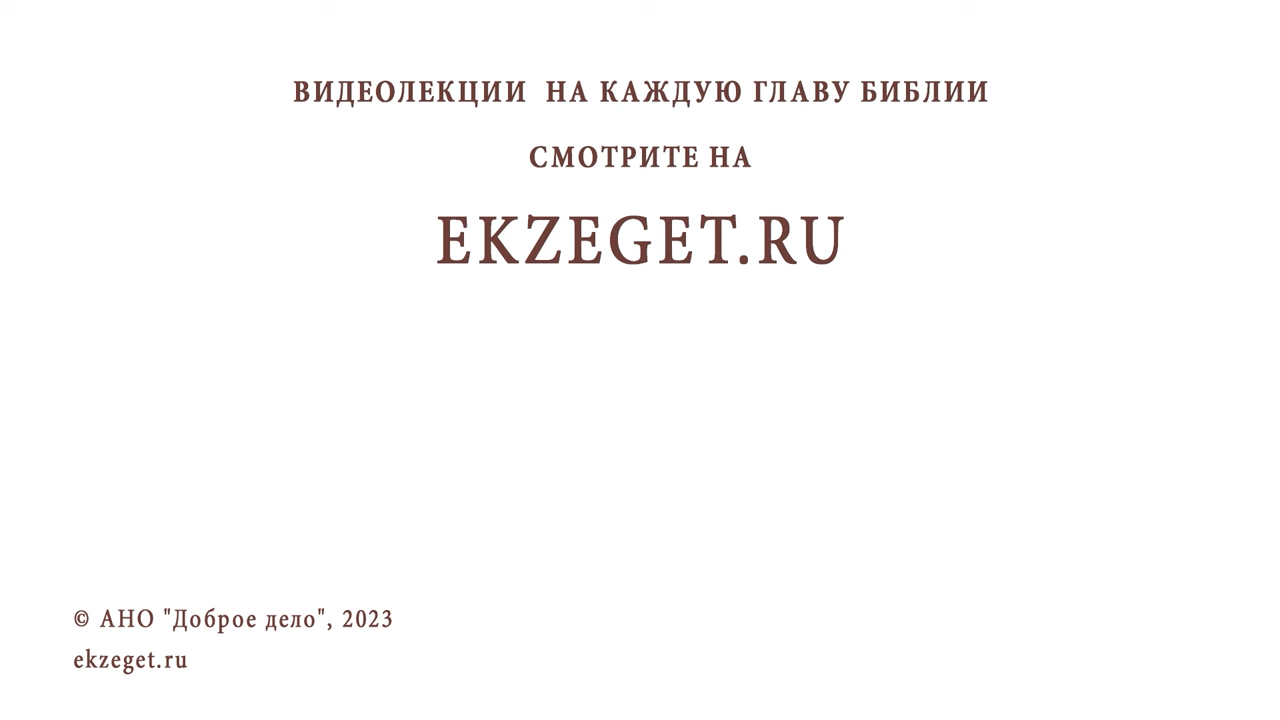 ВИДЕОЛЕКЦИИ НА КАЖДУЮ ГЛАВУ БИБЛИИ
СМОТРИТЕ НА
EKZEGET.RU
© АНО "Доброе дело", 2023
ekzeget.ru